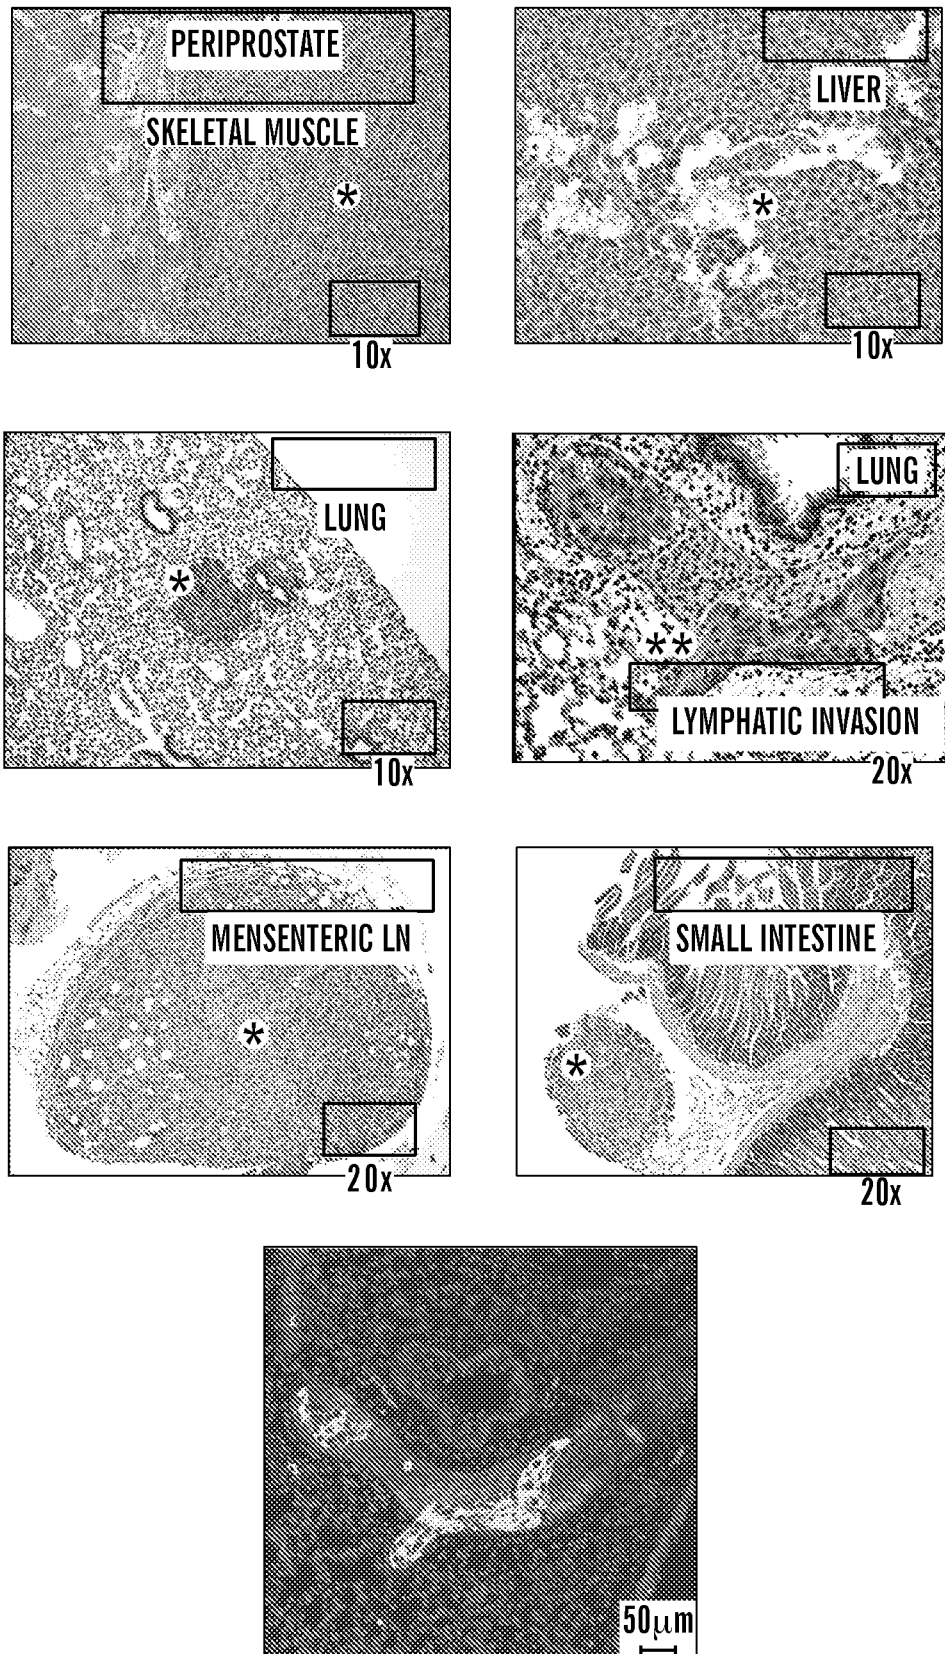 PERIPROSTATE
SKELETAL MUSCLE
*
10x
LIVER
*
10x
LUNG
*
10x
LUNG
**
LYMPHATIC INVASION
20x
MENSENTERIC LN
*
20x
SMALL INTESTINE
*
20x
50μm